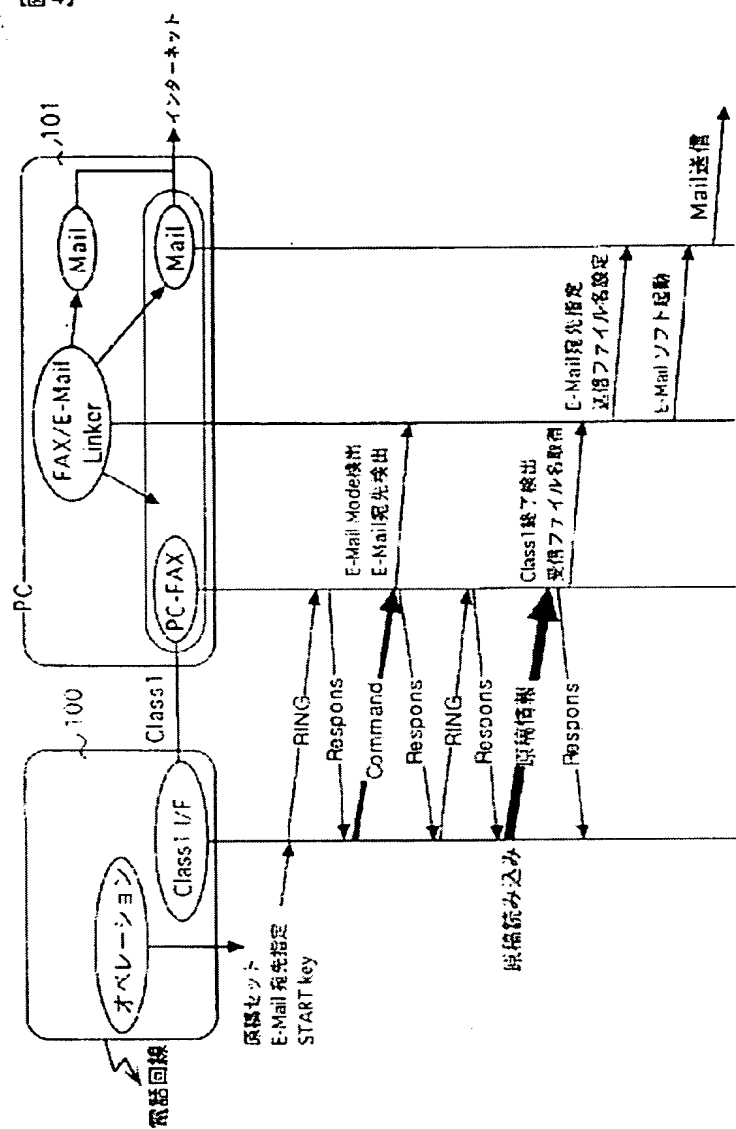 PC
101
FAX/E-Mail
Linker
Mail
Mail
インターネット
PC-FAX
100
Class1
オペレーション
Class1 I/F
電話回線
原稿セット
E-Mail宛先指定
START key
RING
Respons
Command
E-Mail Mode検出
E-Mail宛先検出
Respons
RING
Respons
原稿読み込み
原稿情報
Class1終了検出
受信ファイル名取得
Respons
E-Mail宛先指定
送信ファイル名設定
E-Mailソフト起動
Mail送信